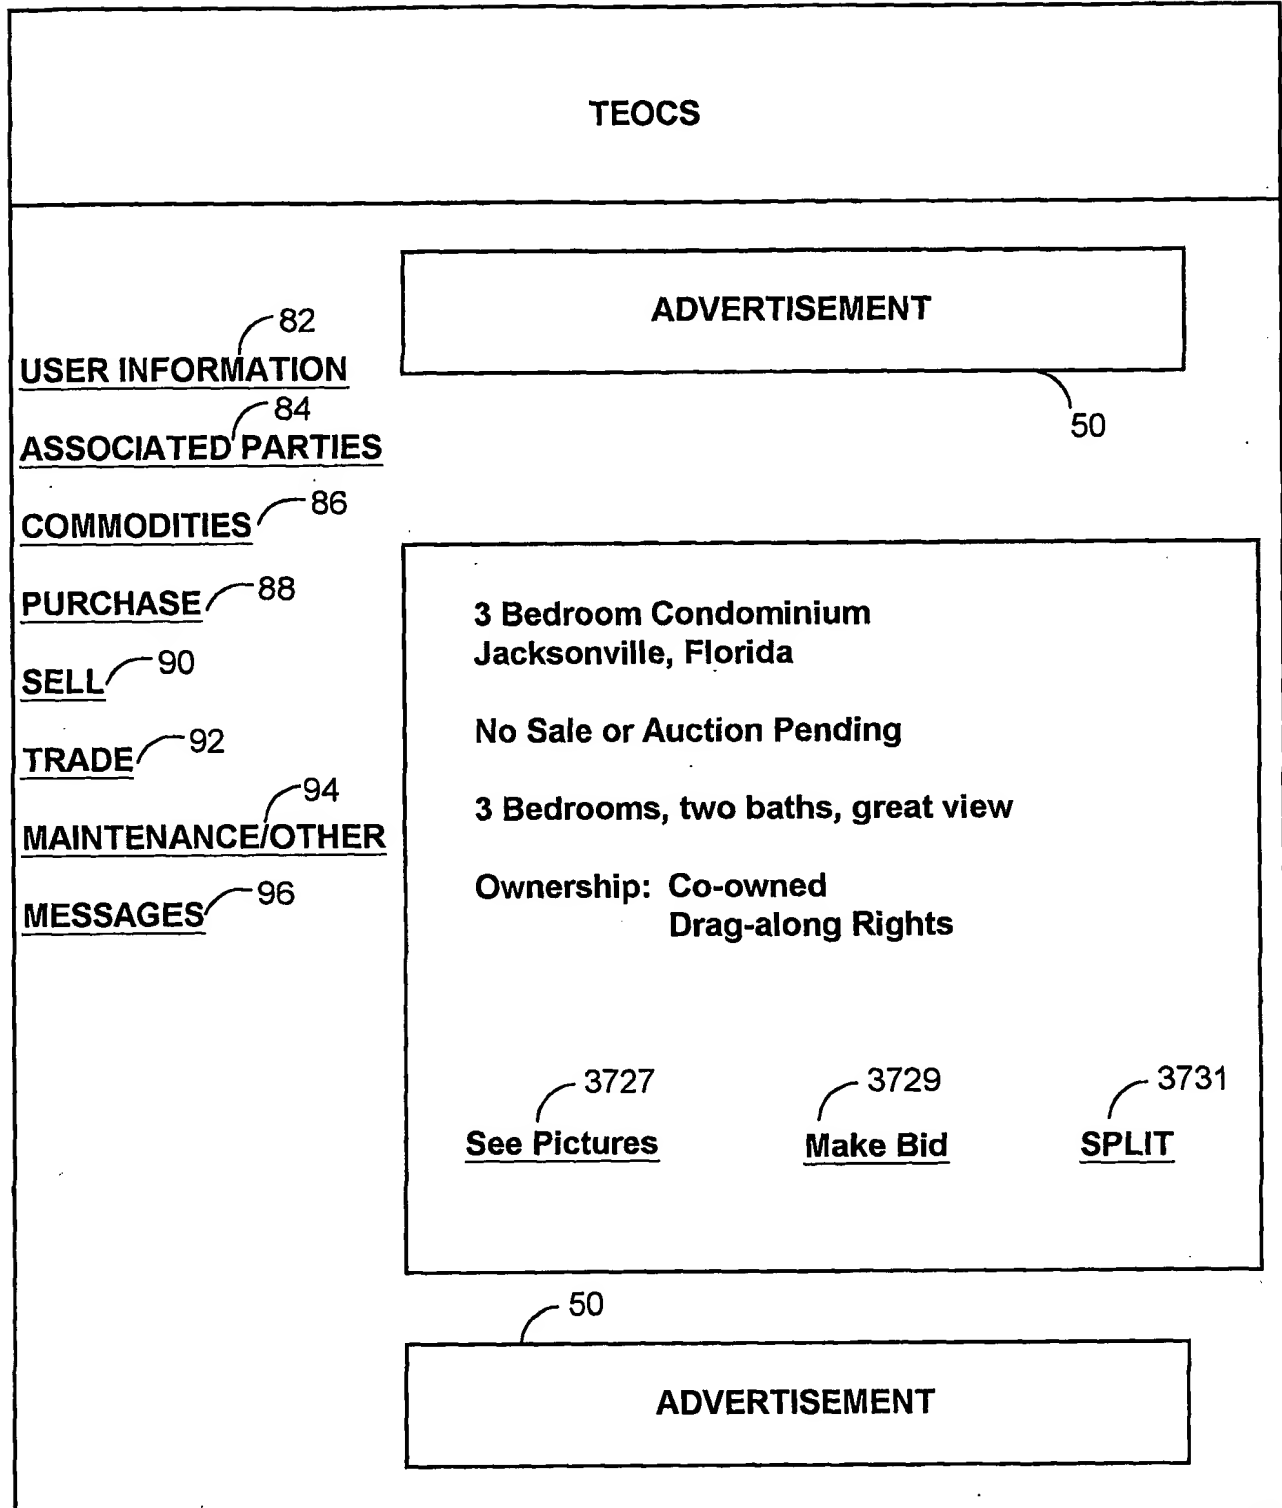 TEOCS
ADVERTISEMENT
50
82
USER INFORMATION
84
ASSOCIATED PARTIES
86
COMMODITIES
88
PURCHASE
90
SELL
92
TRADE
94
MAINTENANCE/OTHER
96
MESSAGES
3 Bedroom Condominium
Jacksonville, Florida
No Sale or Auction Pending
3 Bedrooms, two baths, great view
Ownership: Co-owned
Drag-along Rights
3727 3729 3731
See Pictures Make Bid SPLIT
50
ADVERTISEMENT